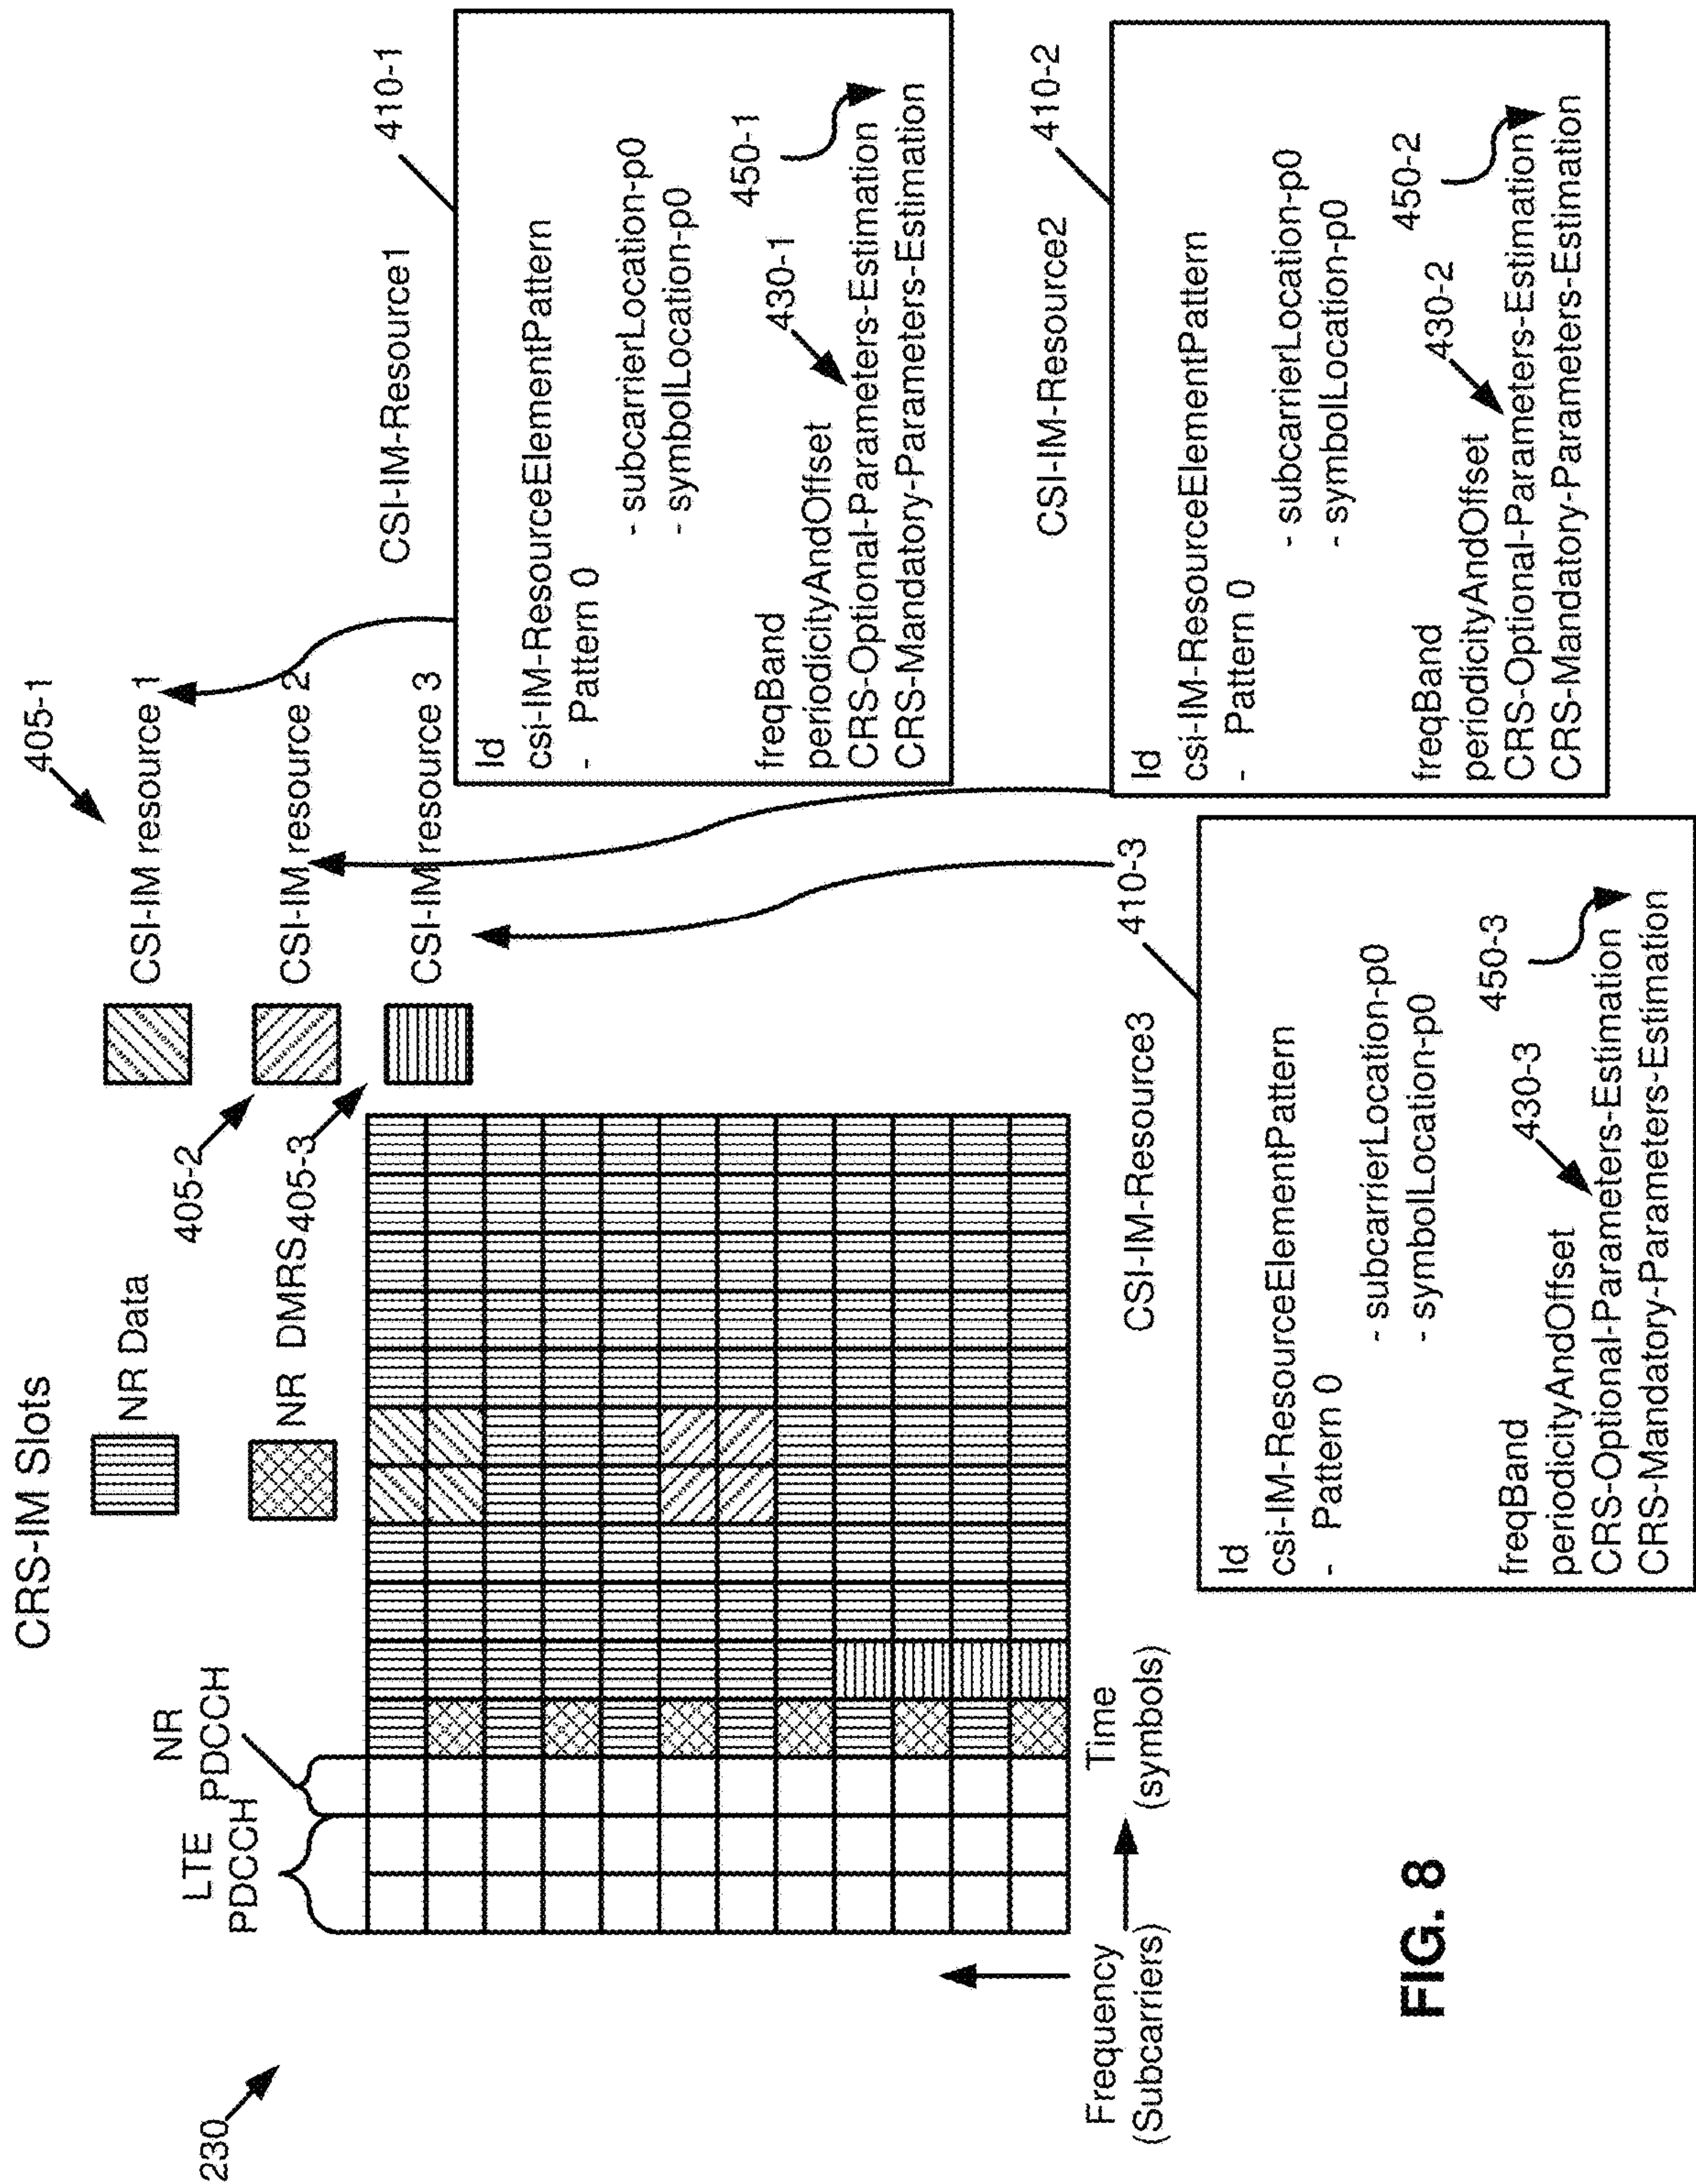 230
CRS-IM Slots
LTE
PDCCH
NR
PDCCH
NR Data
NR DMRS
405-1
405-2
405-3
CSI-IM resource 1
CSI-IM resource 2
CSI-IM resource 3
Frequency
(Subcarriers)
Time
(symbols)
CSI-IM-Resource1
410-1
Id
csi-IM-ResourceElementPattern
- Pattern 0
- subcarrierLocation-p0
- symbolLocation-p0
430-1
450-1
freqBand
periodicityAndOffset
CRS-Optional-Parameters-Estimation
CRS-Mandatory-Parameters-Estimation
CSI-IM-Resource2
410-2
Id
csi-IM-ResourceElementPattern
- Pattern 0
- subcarrierLocation-p0
- symbolLocation-p0
430-2
450-2
freqBand
periodicityAndOffset
CRS-Optional-Parameters-Estimation
CRS-Mandatory-Parameters-Estimation
CSI-IM-Resource3
410-3
Id
csi-IM-ResourceElementPattern
- Pattern 0
- subcarrierLocation-p0
- symbolLocation-p0
430-3
450-3
freqBand
periodicityAndOffset
CRS-Optional-Parameters-Estimation
CRS-Mandatory-Parameters-Estimation
FIG. 8